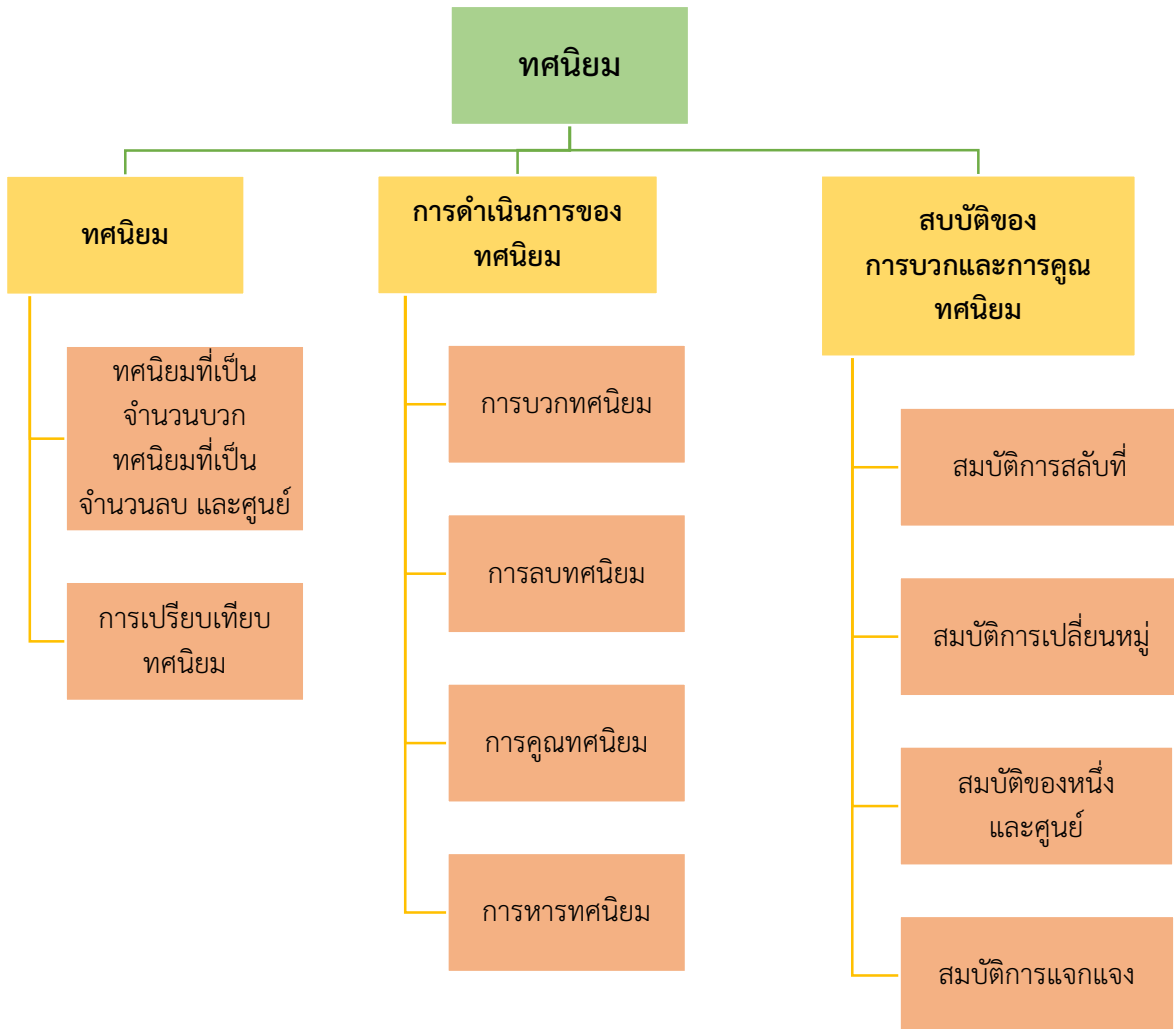 ทศนิยม
ทศนิยม
ทศนิยมที่เป็น
จำนวนบวก
ทศนิยมที่เป็น
จำนวนลบ และศูนย์
การเปรียบเทียบ
ทศนิยม
การดำเนินการของ
ทศนิยม
การบวกทศนิยม
การลบทศนิยม
การคูณทศนิยม
การหารทศนิยม
สบบัติของ
การบวกและการคูณ
ทศนิยม
สมบัติการสลับที่
สมบัติการเปลี่ยนหมู่
สมบัติของหนึ่ง
และศูนย์
สมบัติการแจกแจง